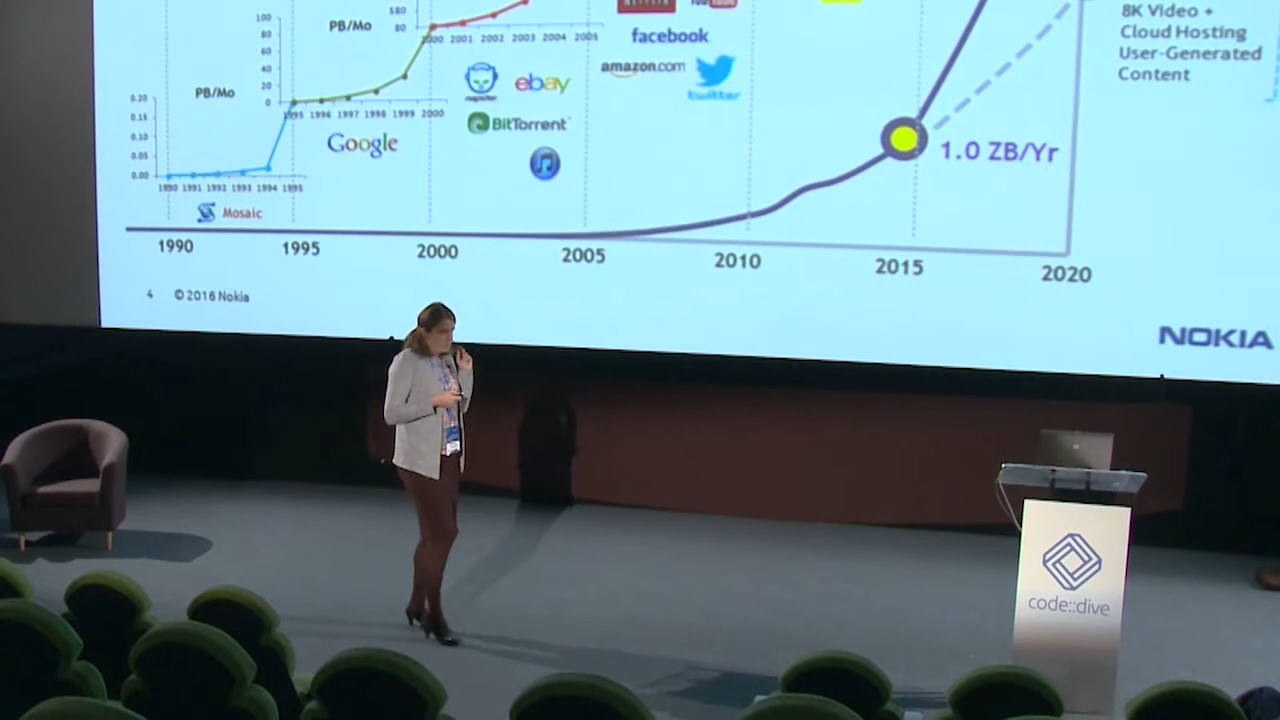 580
80
PB/Mo
2000 2001 2002 2003 2004 2005
100
80
60
40
20
0
PB/Mo
1995 1996 1997 1998 1999 2000
0.20
0.15
0.10
0.05
0.00
1990 1991 1992 1993 1994 1995
Mosaic
Google
napster
ebay
BitTorrent
facebook
amazon.com
twitter
NETFLIX
8K Video +
Cloud Hosting
User-Generated
Content
1.0 ZB/Yr
1990 1995 2000 2005 2010 2015 2020
4 © 2016 Nokia
NOKIA
code::dive